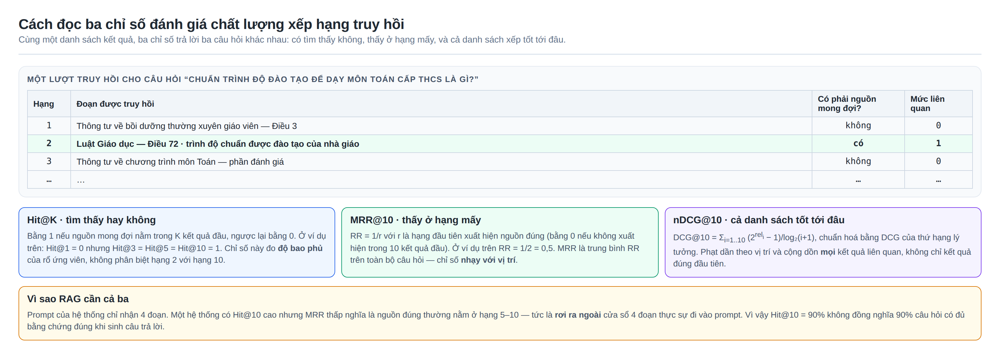 Cách đọc ba chỉ số đánh giá chất lượng xếp hạng truy hồi
Cùng một danh sách kết quả, ba chỉ số trả lời ba câu hỏi khác nhau: có tìm thấy không, thấy ở hạng mấy, và cả danh sách xếp tốt tới đâu.
MỘT LƯỢT TRUY HỒI CHO CÂU HỎI “CHUẨN TRÌNH ĐỘ ĐÀO TẠO ĐỂ DẠY MÔN TOÁN CẤP THCS LÀ GÌ?”
Hạng Đoạn được truy hồi Có phải nguồn mong đợi? Mức liên quan
1 Thông tư về bồi dưỡng thường xuyên giáo viên — Điều 3 không 0
2 Luật Giáo dục — Điều 72 · trình độ chuẩn được đào tạo của nhà giáo có 1
3 Thông tư về chương trình môn Toán — phần đánh giá không 0
… … … …
Hit@K · tìm thấy hay không
Bằng 1 nếu nguồn mong đợi nằm trong K kết quả đầu, ngược lại bằng 0. Ở ví dụ
trên: Hit@1 = 0 nhưng Hit@3 = Hit@5 = Hit@10 = 1. Chỉ số này đo độ bao phủ
của rổ ứng viên, không phân biệt hạng 2 với hạng 10.
MRR@10 · thấy ở hạng mấy
RR = 1/r với r là hạng đầu tiên xuất hiện nguồn đúng (bằng 0 nếu không xuất
hiện trong 10 kết quả đầu). Ở ví dụ trên RR = 1/2 = 0,5. MRR là trung bình RR
trên toàn bộ câu hỏi — chỉ số nhạy với vị trí.
nDCG@10 · cả danh sách tốt tới đâu
DCG@10 = Σi=1..10 (2^relᵢ − 1)/log₂(i+1), chuẩn hoá bằng DCG của thứ hạng lý
tưởng. Phạt dần theo vị trí và cộng dồn mọi kết quả liên quan, không chỉ kết quả
đúng đầu tiên.
Vì sao RAG cần cả ba
Prompt của hệ thống chỉ nhận 4 đoạn. Một hệ thống có Hit@10 cao nhưng MRR thấp nghĩa là nguồn đúng thường nằm ở hạng 5–10 — tức là rơi ra ngoài cửa sổ 4 đoạn thực sự đi vào prompt. Vì vậy Hit@10 = 90% không đồng nghĩa 90% câu hỏi có đủ
bằng chứng đúng khi sinh câu trả lời.